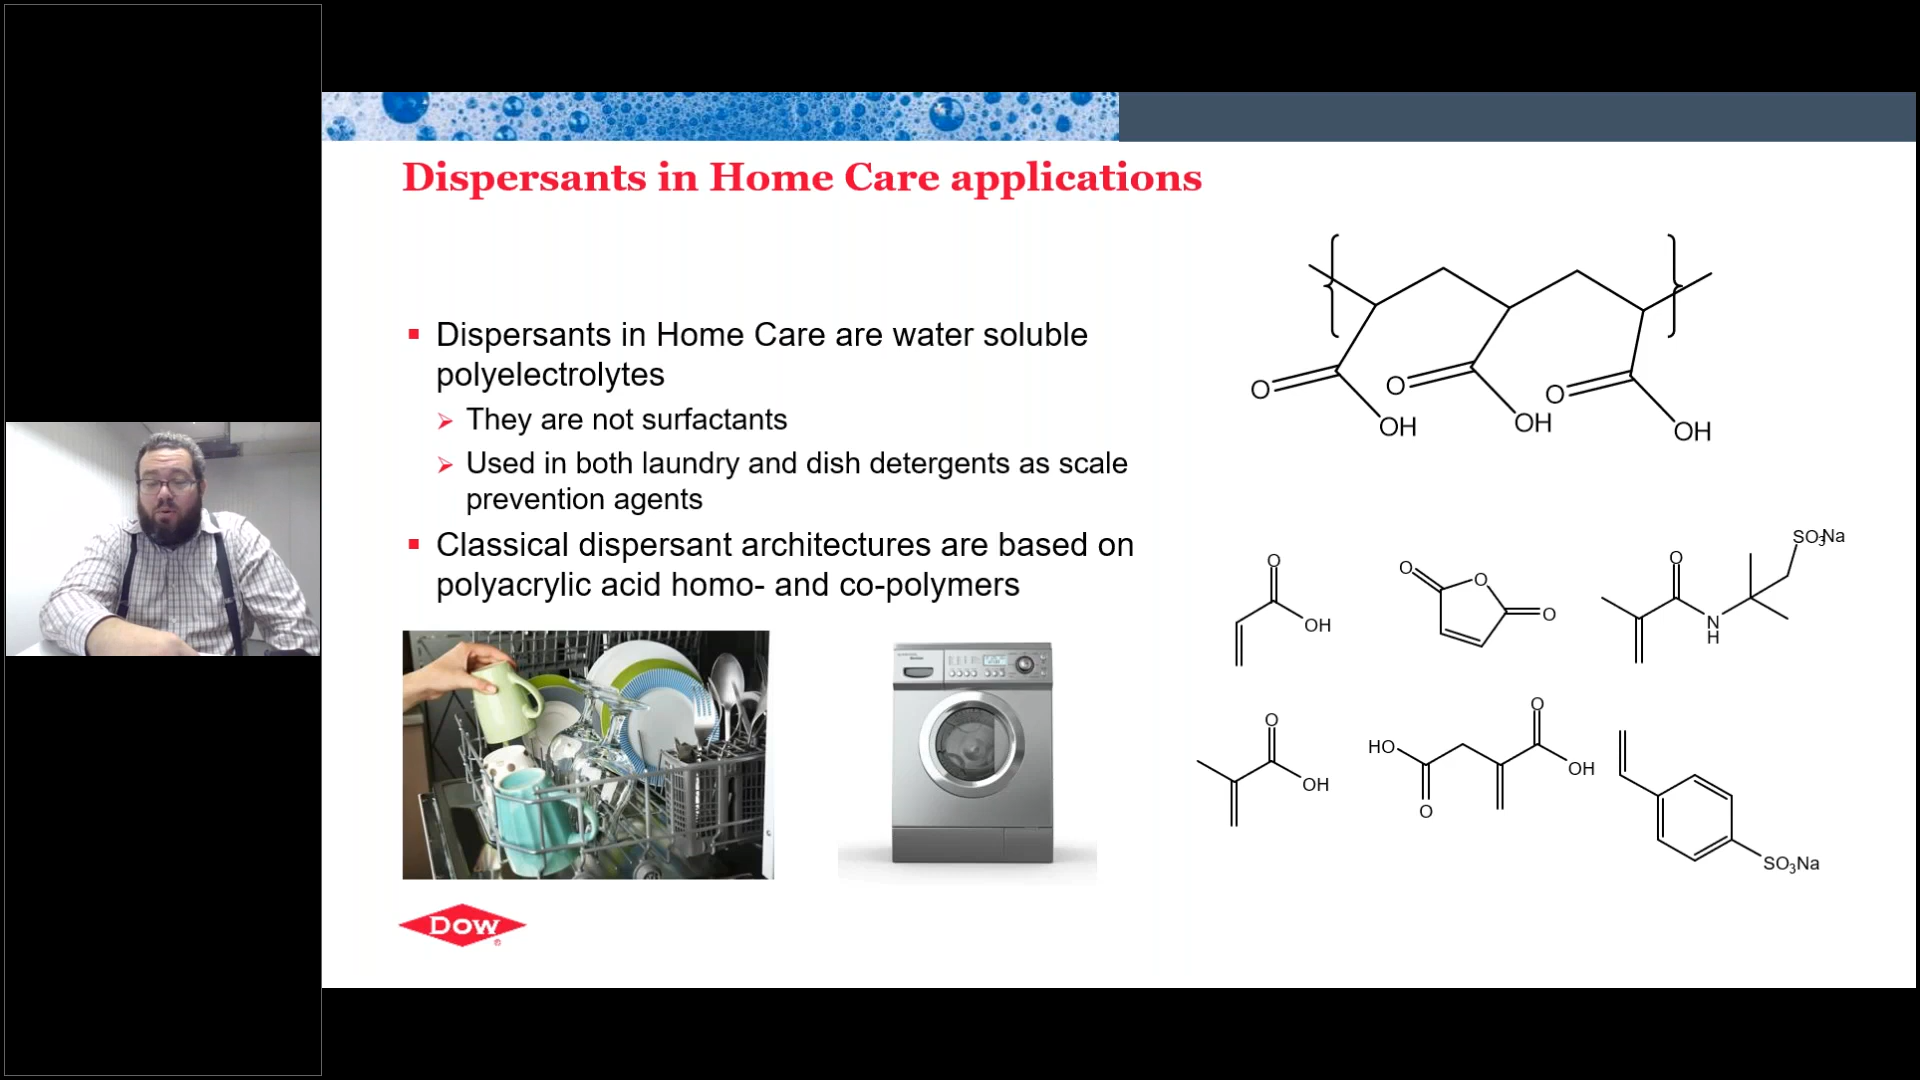 Dispersants in Home Care applications
Dispersants in Home Care are water soluble
polyelectrolytes
They are not surfactants
Used in both laundry and dish detergents as scale
prevention agents
Classical dispersant architectures are based on
polyacrylic acid homo- and co-polymers
O OH O OH O OH
O
OH
O O O
O
N
H
SO3Na
O
OH
HO
O
O
OH
SO3Na
DOW
®